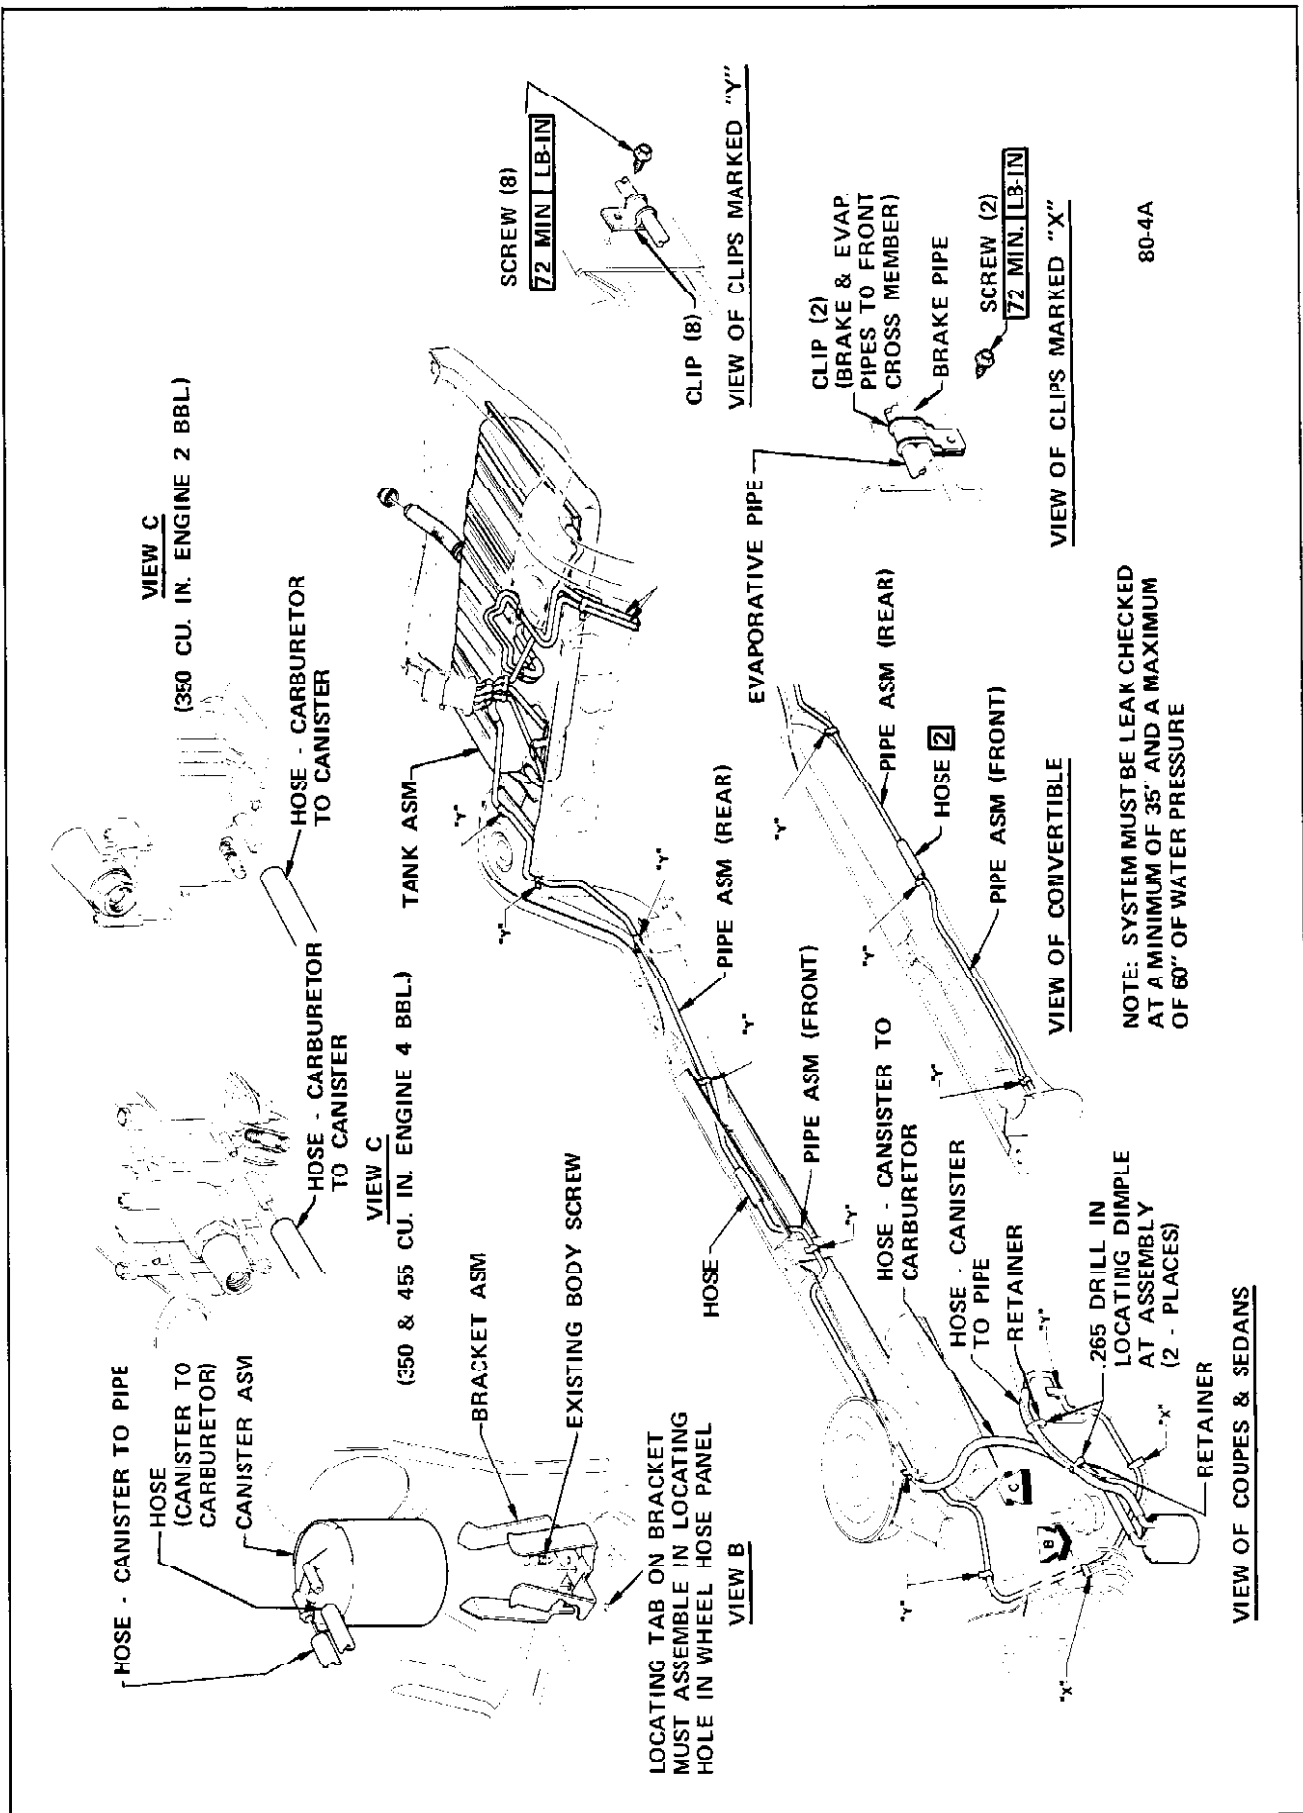 HOSE - CANISTER TO PIPE
HOSE
(CANISTER TO
CARBURETOR)
CANISTER ASM
BRACKET ASM
EXISTING BODY SCREW
LOCATING TAB ON BRACKET
MUST ASSEMBLE IN LOCATING
HOLE IN WHEEL HOSE PANEL
VIEW B
HOSE - CARBURETOR
TO CANISTER
VIEW C
(350 & 455 CU. IN. ENGINE 4 BBL.)
VIEW C
(350 CU. IN. ENGINE 2 BBL.)
HOSE - CARBURETOR
TO CANISTER
TANK ASM
"Y"
"Y"
"Y"
PIPE ASM (REAR)
"Y"
PIPE ASM (FRONT)
HOSE
"Y"
HOSE - CANSISTER TO
CARBURETOR
HOSE - CANISTER
TO PIPE
RETAINER
"Y"
.265 DRILL IN
LOCATING DIMPLE
AT ASSEMBLY
(2 - PLACES)
"X"
RETAINER
C
B
"Y"
"X"
VIEW OF COUPES & SEDANS
SCREW (8)
72 MIN LB-IN
CLIP (8)
VIEW OF CLIPS MARKED "Y"
CLIP (2)
(BRAKE & EVAP.
PIPES TO FRONT
CROSS MEMBER)
EVAPORATIVE PIPE
BRAKE PIPE
SCREW (2)
72 MIN. LB-IN
VIEW OF CLIPS MARKED "X"
"Y"
PIPE ASM (REAR)
HOSE 2
"Y"
PIPE ASM (FRONT)
"Y"
VIEW OF CONVERTIBLE
NOTE: SYSTEM MUST BE LEAK CHECKED
AT A MINIMUM OF 35" AND A MAXIMUM
OF 60" OF WATER PRESSURE
80-4A